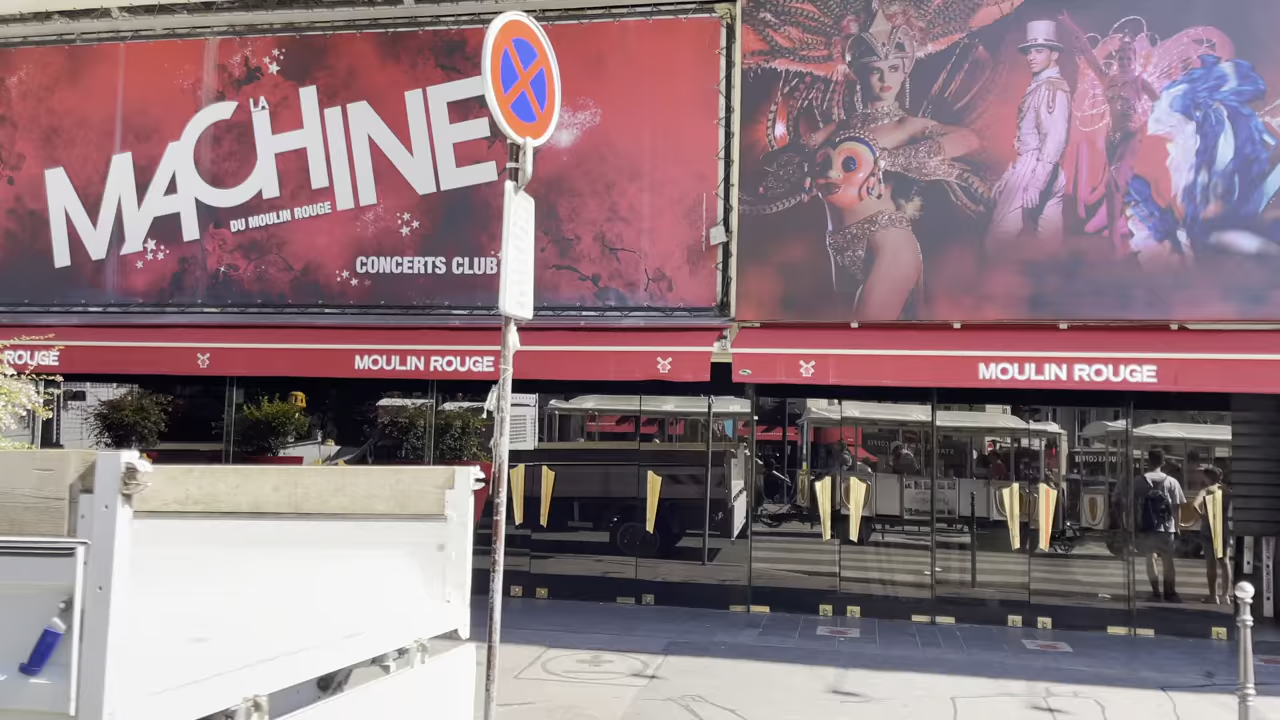 LA
MACHINE
DU MOULIN ROUGE
CONCERTS CLUB
ROUGE
MOULIN ROUGE
MOULIN ROUGE